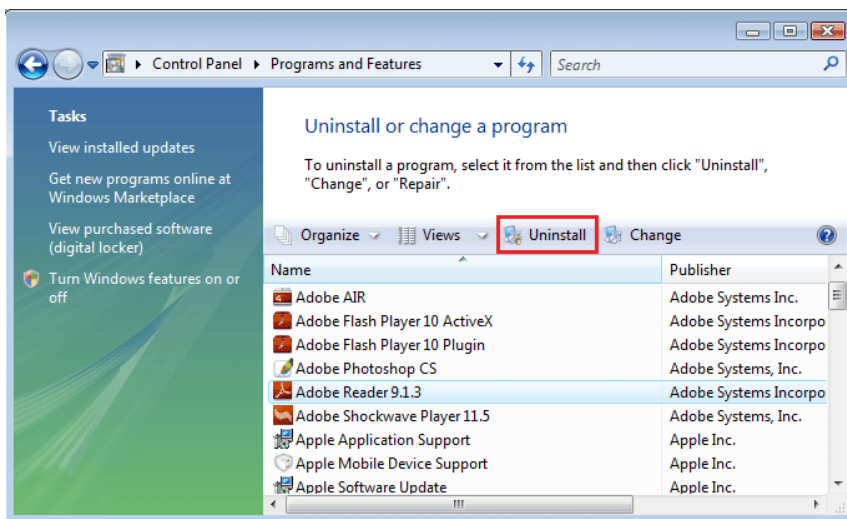 Control Panel Programs and Features Search
Tasks
View installed updates
Get new programs online at
Windows Marketplace
View purchased software
(digital locker)
Turn Windows features on or
off
Uninstall or change a program
To uninstall a program, select it from the list and then click "Uninstall",
"Change", or "Repair".
Organize Views Uninstall Change
Name Publisher
Adobe AIR Adobe Systems Inc.
Adobe Flash Player 10 ActiveX Adobe Systems Incorpo
Adobe Flash Player 10 Plugin Adobe Systems Incorpo
Adobe Photoshop CS Adobe Systems, Inc.
Adobe Reader 9.1.3 Adobe Systems Incorpo
Adobe Shockwave Player 11.5 Adobe Systems, Inc.
Apple Application Support Apple Inc.
Apple Mobile Device Support Apple Inc.
Apple Software Update Apple Inc.